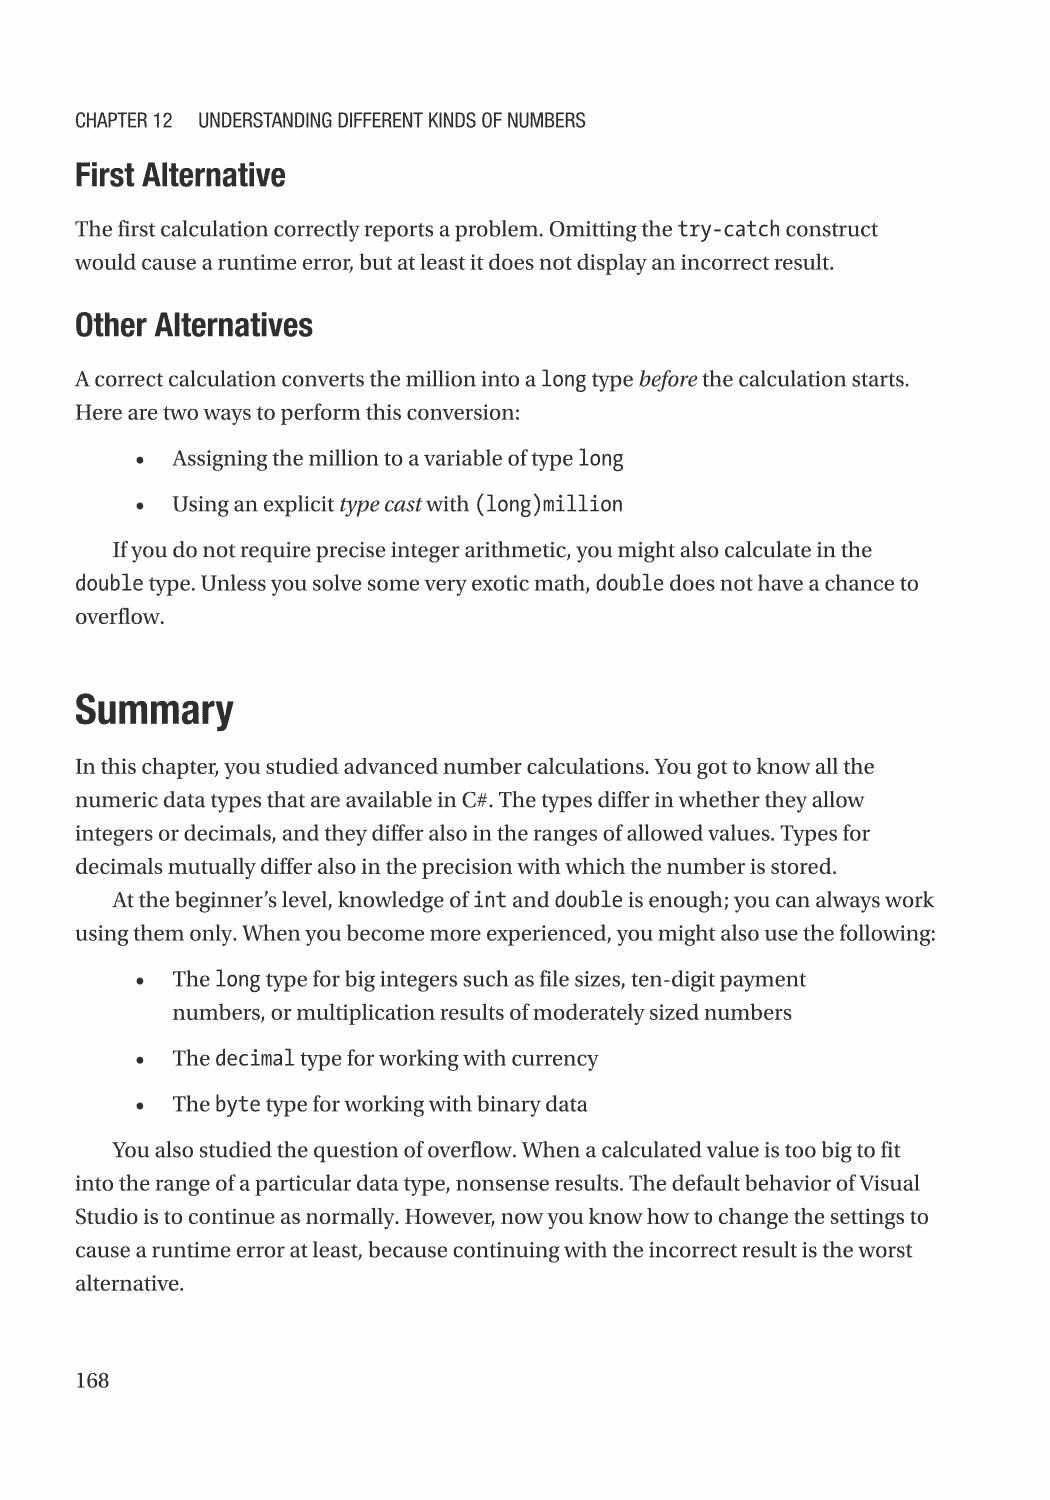 CHAPTER 12 UNDERSTANDING DIFFERENT KINDS OF NUMBERS
First Alternative
The first calculation correctly reports a problem. Omitting the try-catch construct
would cause a runtime error, but at least it does not display an incorrect result.
Other Alternatives
A correct calculation converts the million into a long type before the calculation starts.
Here are two ways to perform this conversion:
• Assigning the million to a variable of type long
• Using an explicit type cast with (long)million
If you do not require precise integer arithmetic, you might also calculate in the
double type. Unless you solve some very exotic math, double does not have a chance to
overflow.
Summary
In this chapter, you studied advanced number calculations. You got to know all the
numeric data types that are available in C#. The types differ in whether they allow
integers or decimals, and they differ also in the ranges of allowed values. Types for
decimals mutually differ also in the precision with which the number is stored.
At the beginner’s level, knowledge of int and double is enough; you can always work
using them only. When you become more experienced, you might also use the following:
• The long type for big integers such as file sizes, ten-digit payment
numbers, or multiplication results of moderately sized numbers
• The decimal type for working with currency
• The byte type for working with binary data
You also studied the question of overflow. When a calculated value is too big to fit
into the range of a particular data type, nonsense results. The default behavior of Visual
Studio is to continue as normally. However, now you know how to change the settings to
cause a runtime error at least, because continuing with the incorrect result is the worst
alternative.
168